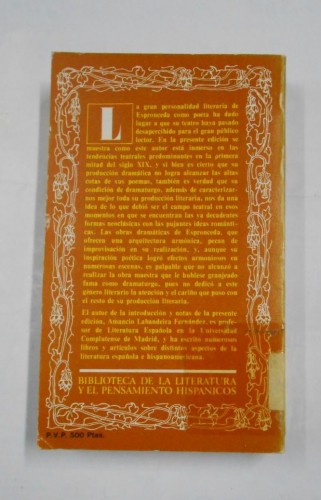 La gran personalidad literaria de
Espronceda como poeta ha dado
lugar a que su teatro haya pasado
desapercibido para el gran público
lector. En la presente edición se
muestra como este autor está inmerso en las
tendencias teatrales predominantes en la primera
mitad del siglo XIX, y si bien es cierto que su
producción dramática no logra alcanzar las altas
cotas de sus poemas, también es verdad que su
condición de dramaturgo, además de caracterizar-
nos mejor toda su producción literaria, nos da una
idea de lo que debió ser el campo teatral en esos
momentos en que se encuentran las ya decadentes
formas neoclásicas con las pujantes ideas románti-
cas. Las obras dramáticas de Espronceda, que
ofrecen una arquitectura armónica, pecan de
improvisación en su realización, y, aunque su
inspiración poética logró efectos armoniosos en
numerosas escenas, es palpable que no alcanzó a
realizar la obra maestra que le hubiese granjeado
fama como dramaturgo, pues no dedicó a este
género literario la atención y el cariño que puso con
el resto de su producción literaria.
El autor de la introducción y notas de la presente
edición, Amancio Labandeira Fernández, es profe-
sor de Literatura Española en la Universidad
Complutense de Madrid, y ha escrito numerosos
libros y artículos sobre distintos aspectos de la
literatura española e hispanoamericana.
BIBLIOTECA DE LA LITERATURA
Y EL PENSAMIENTO HISPANICOS
P.V.P. 500 Ptas.